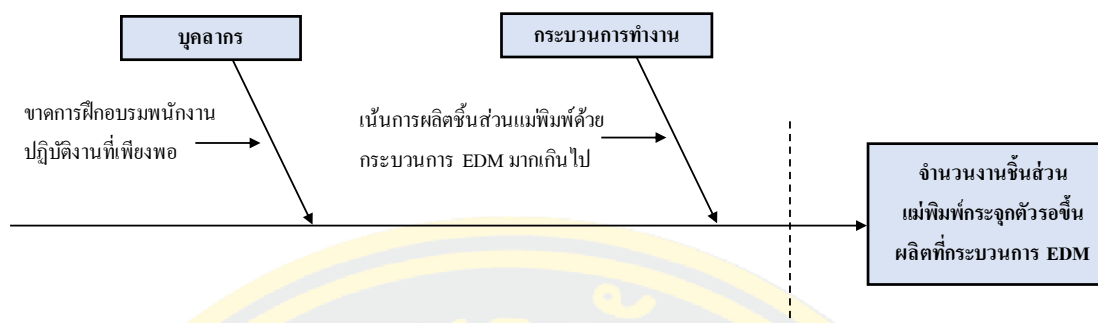 บุคลากร
กระบวนการทำงาน
ขาดการฝึกอบรมพนักงาน
ปฏิบัติงานที่เพียงพอ
เน้นการผลิตชิ้นส่วนแม่พิมพ์ด้วย
กระบวนการ EDM มากเกินไป
จำนวนงานชิ้นส่วน
แม่พิมพ์กระจุกตัวรอขึ้น
ผลิตที่กระบวนการ EDM